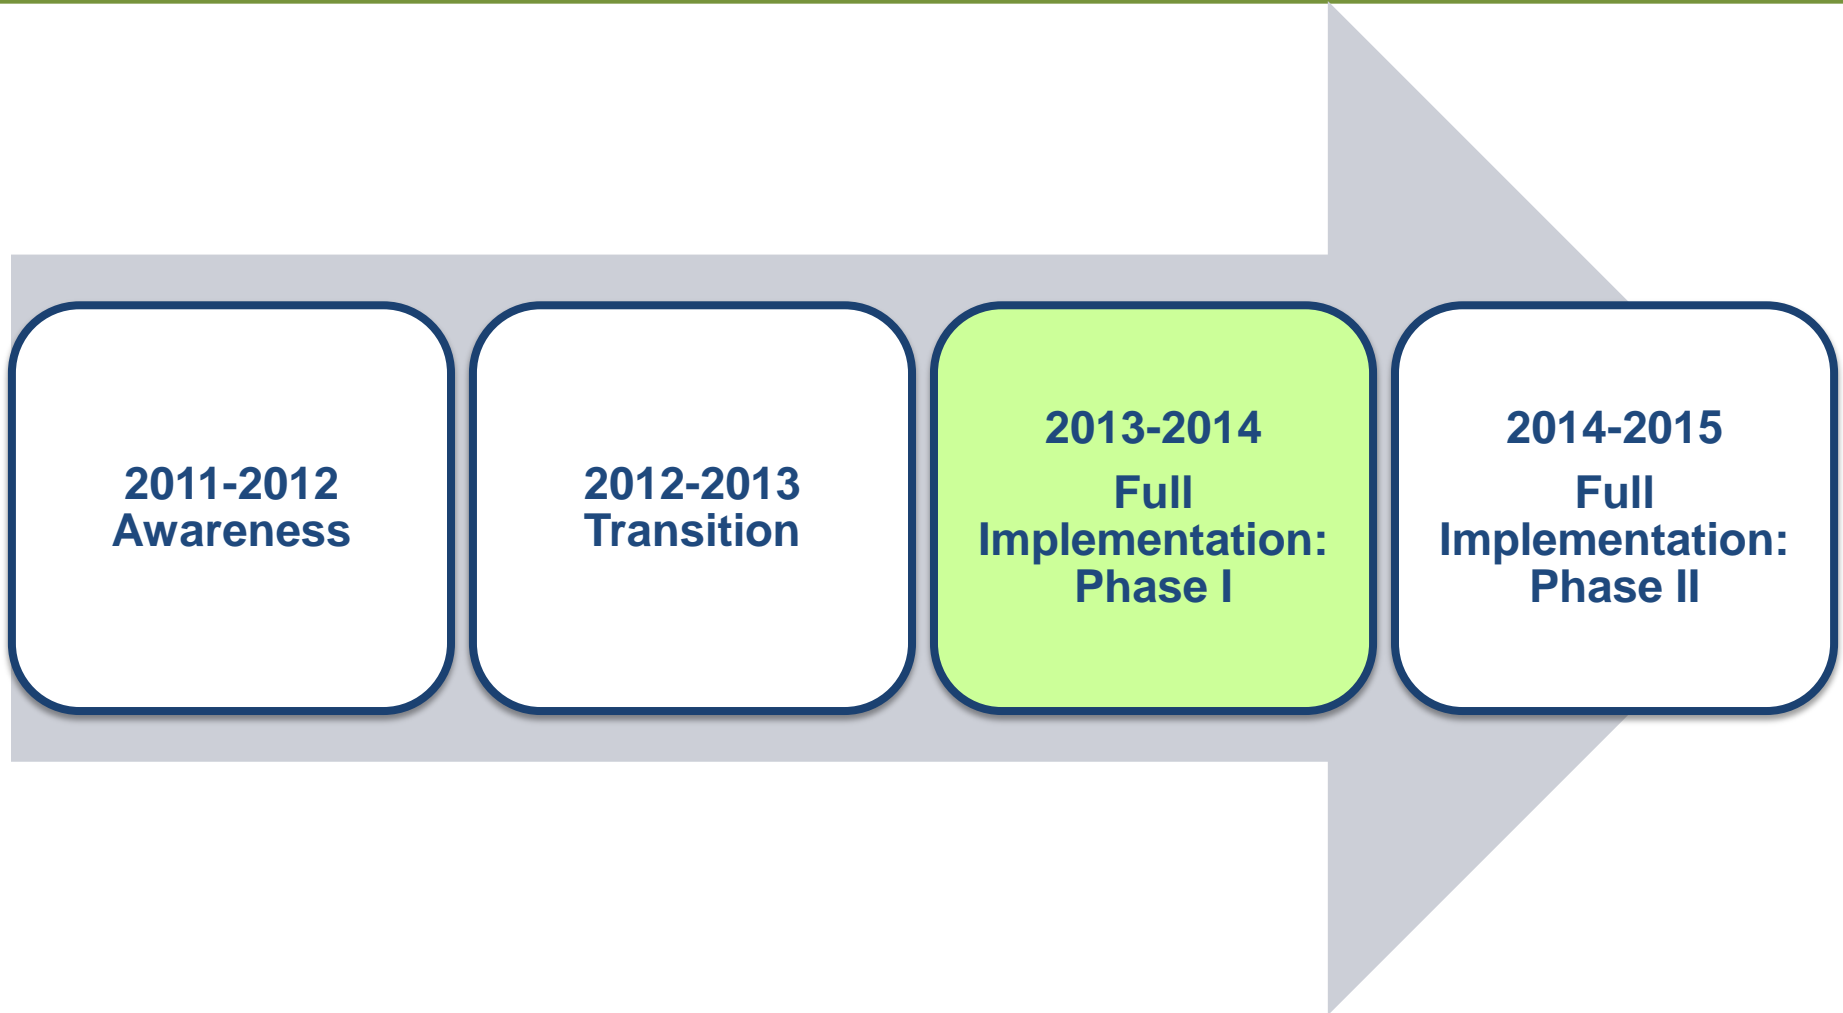 2011-2012
Awareness
2012-2013
Transition
2013-2014
Full
Implementation:
Phase I
2014-2015
Full
Implementation:
Phase II